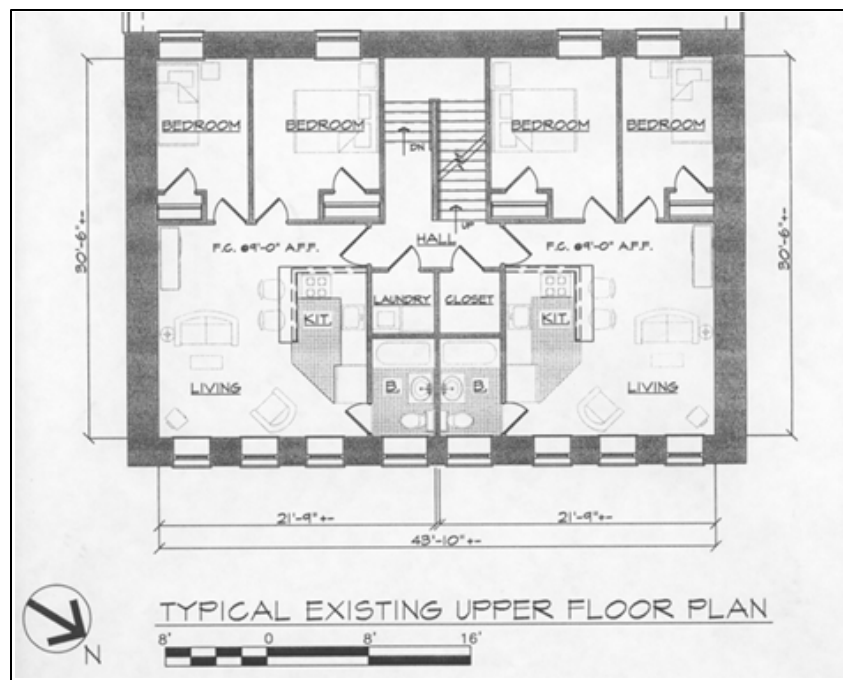 BEDROOM BEDROOM BEDROOM BEDROOM
DN
UP
HALL
F.C. @9'-0" A.F.F. F.C. @9'-0" A.F.F.
30'-6"+- 30'-6"+-
LAUNDRY CLOSET
KIT. KIT.
B. B.
LIVING LIVING
21'-9"+- 21'-9"+-
43'-10"+-
TYPICAL EXISTING UPPER FLOOR PLAN
N
8' 0 8' 16'